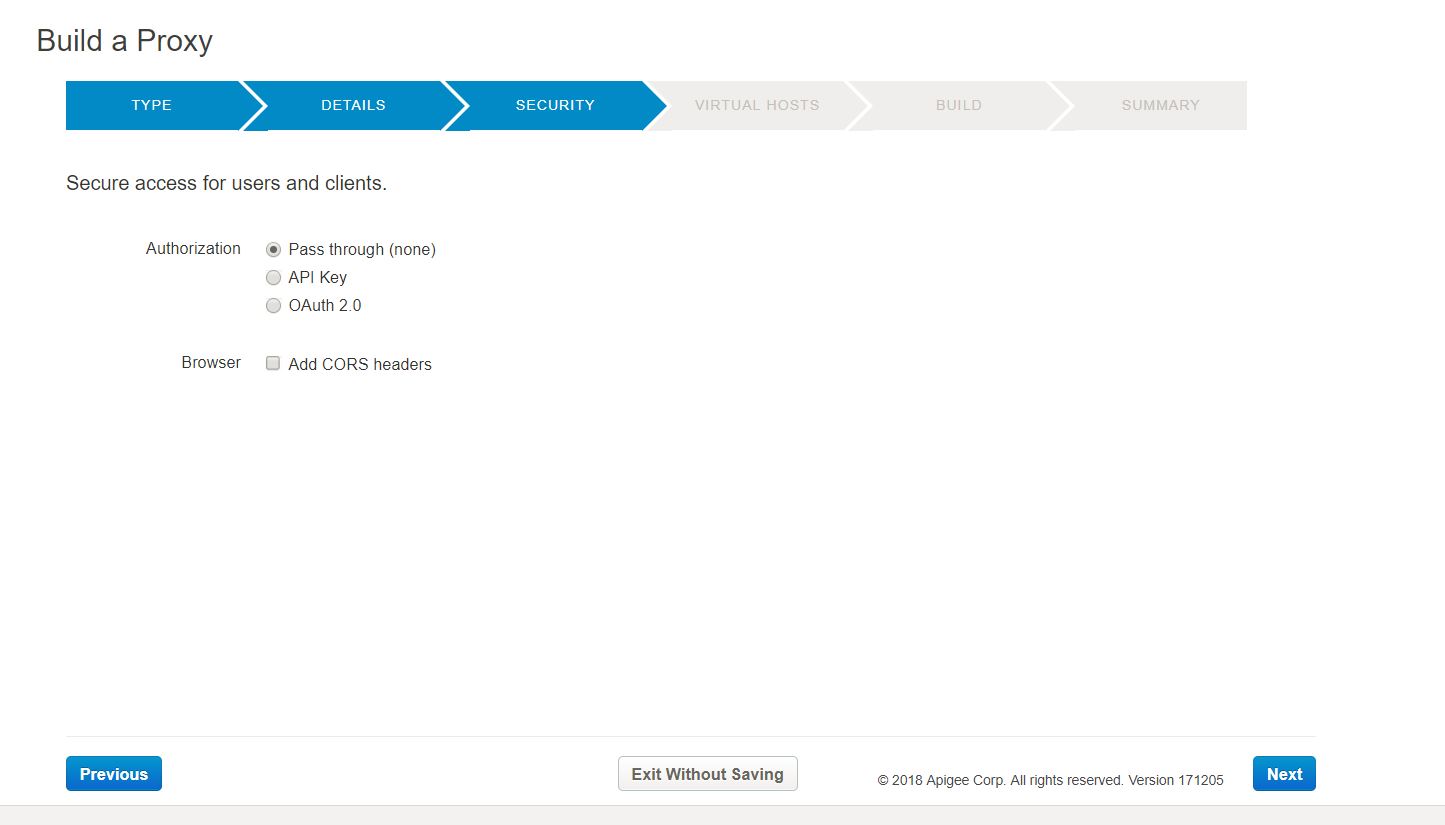 Build a Proxy
TYPE DETAILS SECURITY VIRTUAL HOSTS BUILD SUMMARY
Secure access for users and clients.
Authorization Pass through (none)
API Key
OAuth 2.0
Browser Add CORS headers
Previous Exit Without Saving © 2018 Apigee Corp. All rights reserved. Version 171205 Next